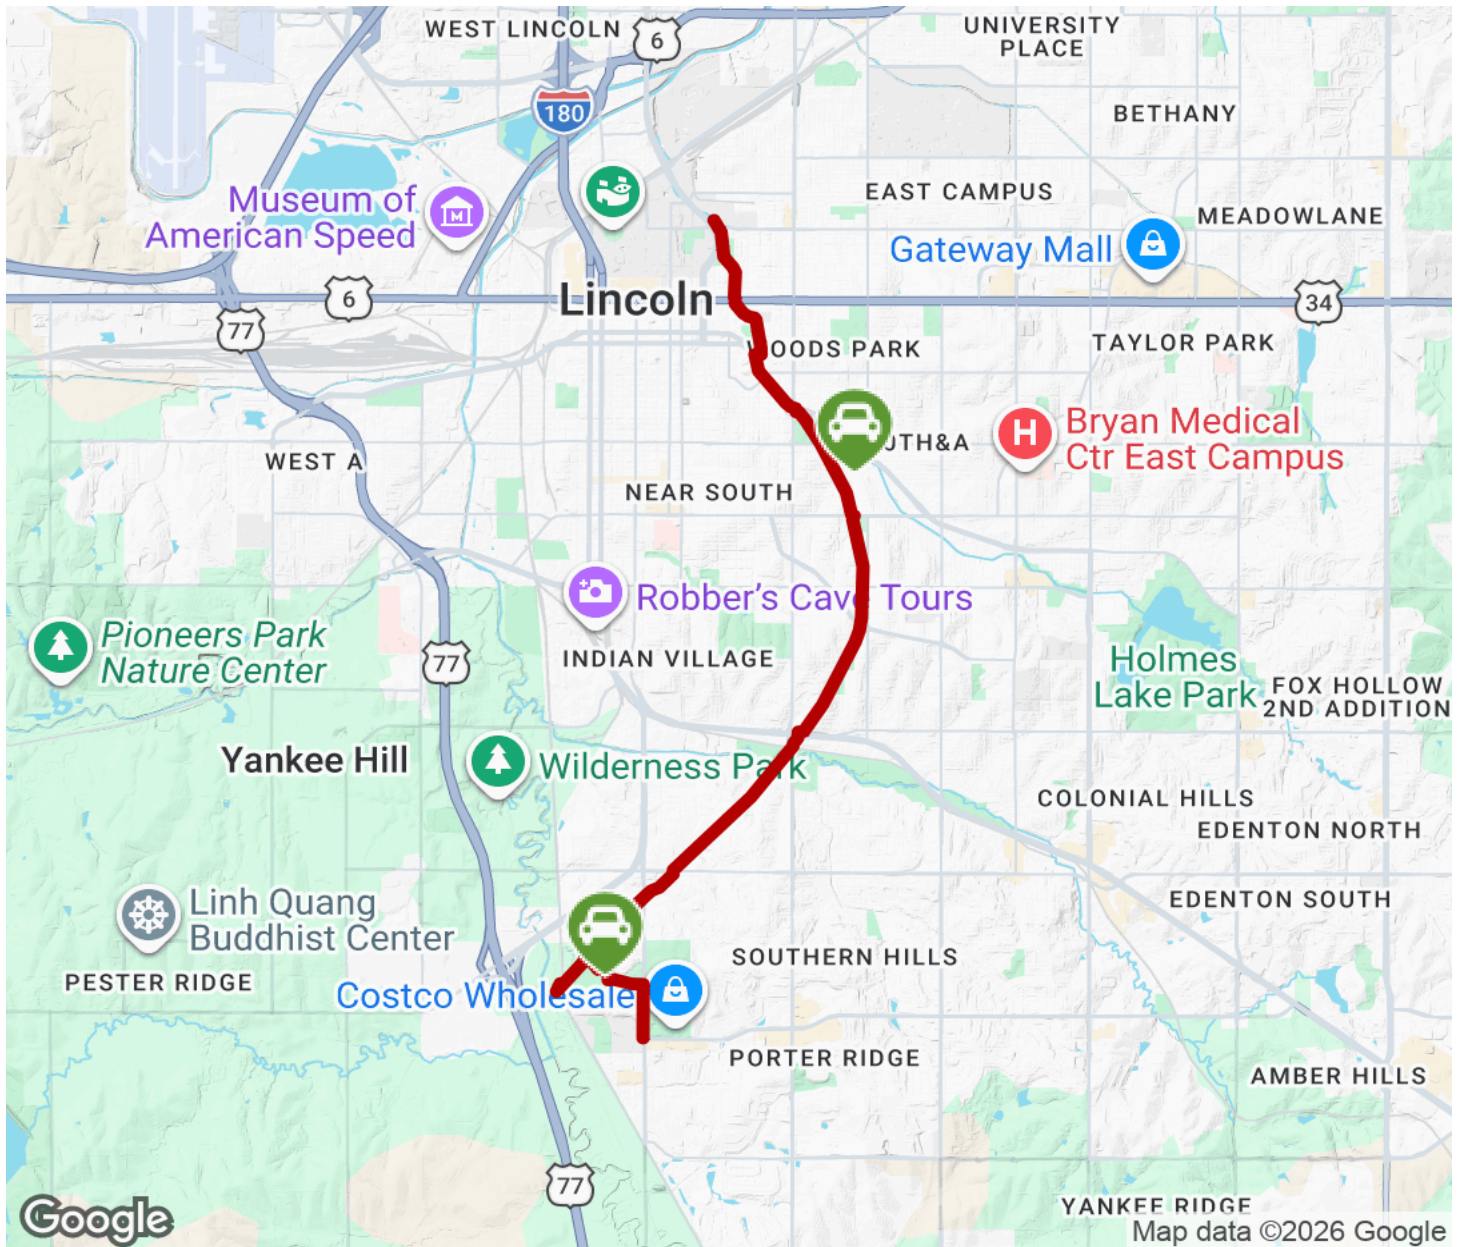 WEST LINCOLN
6
UNIVERSITY
PLACE
180
BETHANY
EAST CAMPUS
MEADOWLANE
Museum of
American Speed
M
Gateway Mall
6
Lincoln
34
77
WOODS PARK
TAYLOR PARK
H
Bryan Medical
Ctr East Campus
WEST A
TH&A
NEAR SOUTH
Robber's Cave Tours
Pioneers Park
Nature Center
77
INDIAN VILLAGE
Holmes
Lake Park
FOX HOLLOW
2ND ADDITION
Yankee Hill
Wilderness Park
COLONIAL HILLS
EDENTON NORTH
EDENTON SOUTH
Linh Quang
Buddhist Center
SOUTHERN HILLS
PESTER RIDGE
Costco Wholesale
PORTER RIDGE
AMBER HILLS
77
YANKEE RIDGE
Google
Map data ©2026 Google